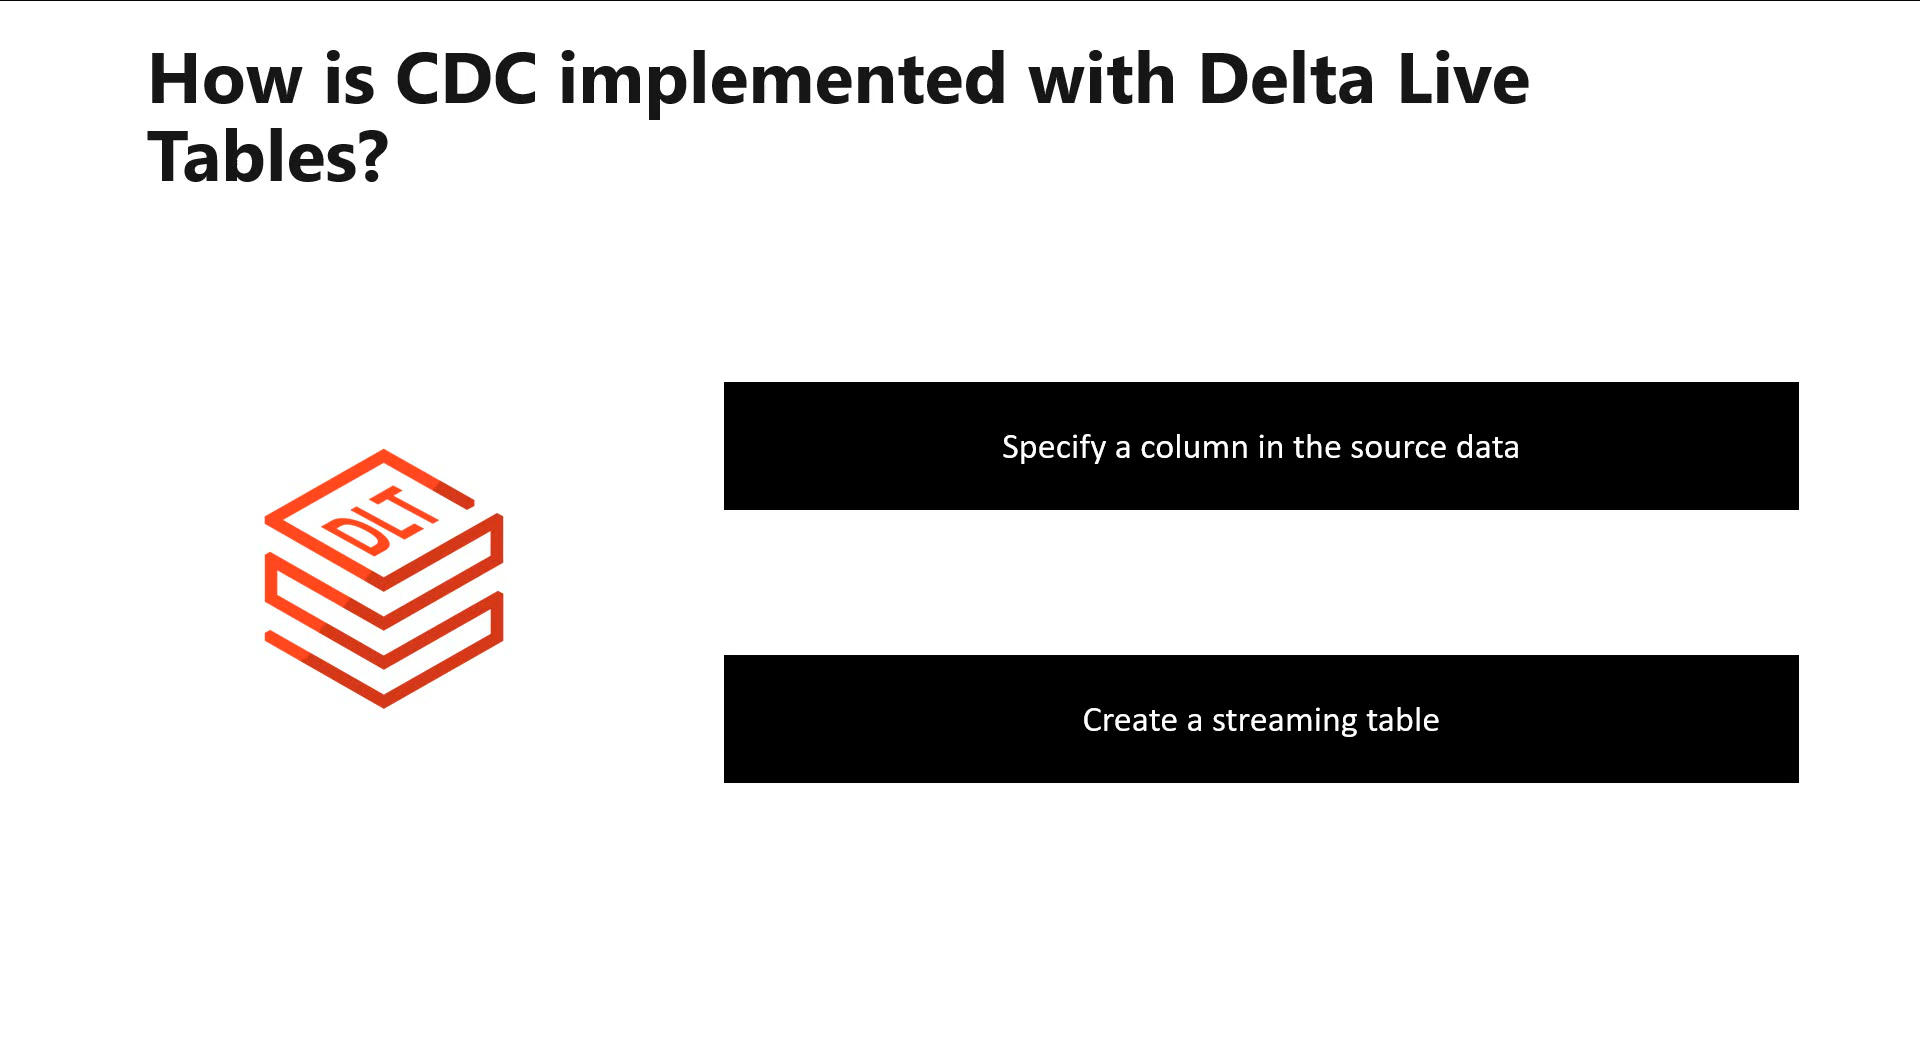 How is CDC implemented with Delta Live
Tables?
DLT
Specify a column in the source data
Create a streaming table